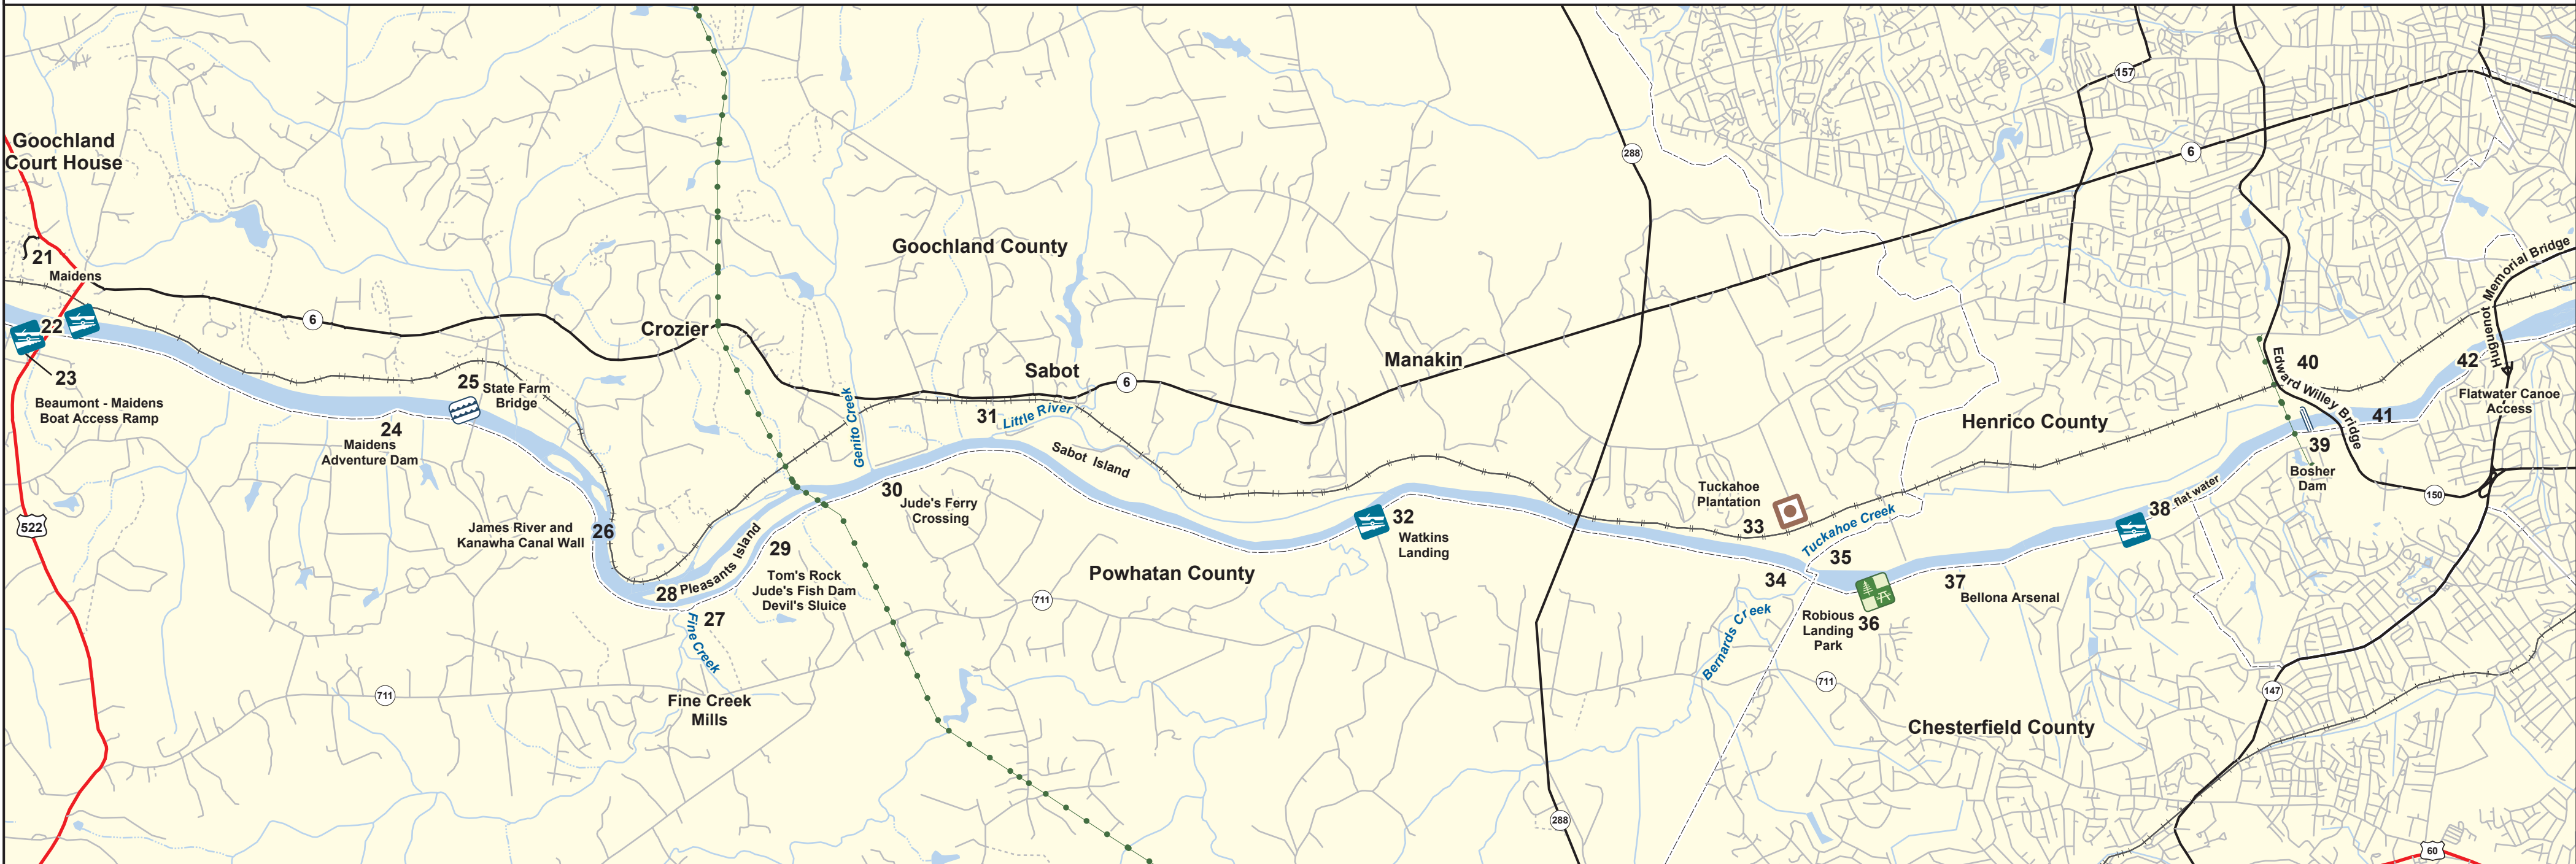 157
6
288
Goochland
Court House
21
Maidens
22
23
Beaumont - Maidens
Boat Access Ramp
522
6
24
Maidens
Adventure Dam
25
State Farm
Bridge
James River and
Kanawha Canal Wall
26
711
Crozier
Goochland County
Genito Creek
Sabot
6
31
Little River
Sabot Island
30
Jude's Ferry
Crossing
28
Pleasants Island
29
Tom's Rock
Jude's Fish Dam
Devil's Sluice
27
Fine Creek
Fine Creek
Mills
711
Powhatan County
Manakin
32
Watkins
Landing
288
Tuckahoe
Plantation
33
Tuckahoe Creek
34
35
Bernards Creek
Robious
Landing
Park
36
711
37
Bellona Arsenal
Henrico County
Chesterfield County
38
flat water
39
Bosher
Dam
40
Edward Willey Bridge
41
42
Flatwater Canoe
Access
Huguenot Memorial Bridge
150
147
60